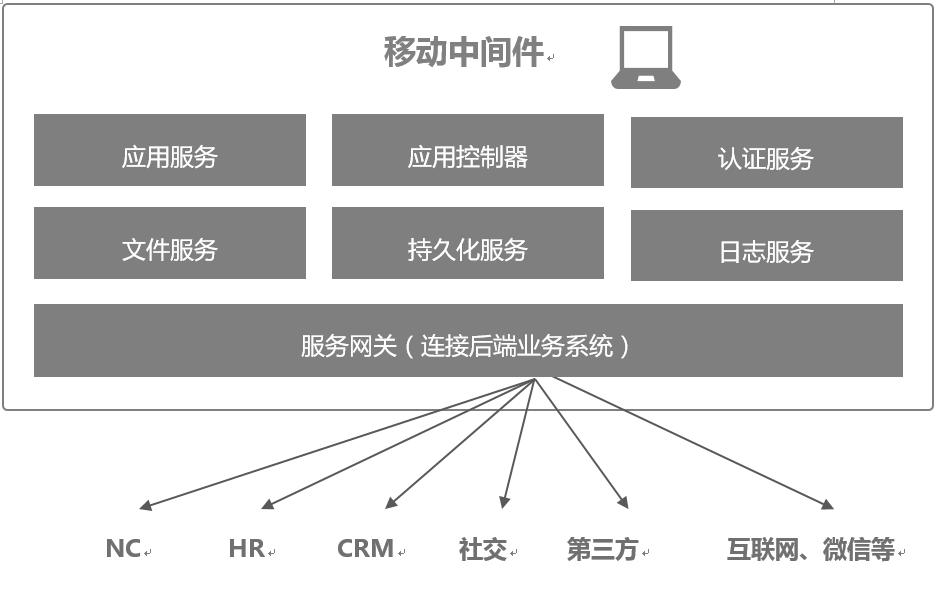 移动中间件
应用服务 应用控制器 认证服务
文件服务 持久化服务 日志服务
服务网关（连接后端业务系统）
NC HR CRM 社交 第三方 互联网、微信等